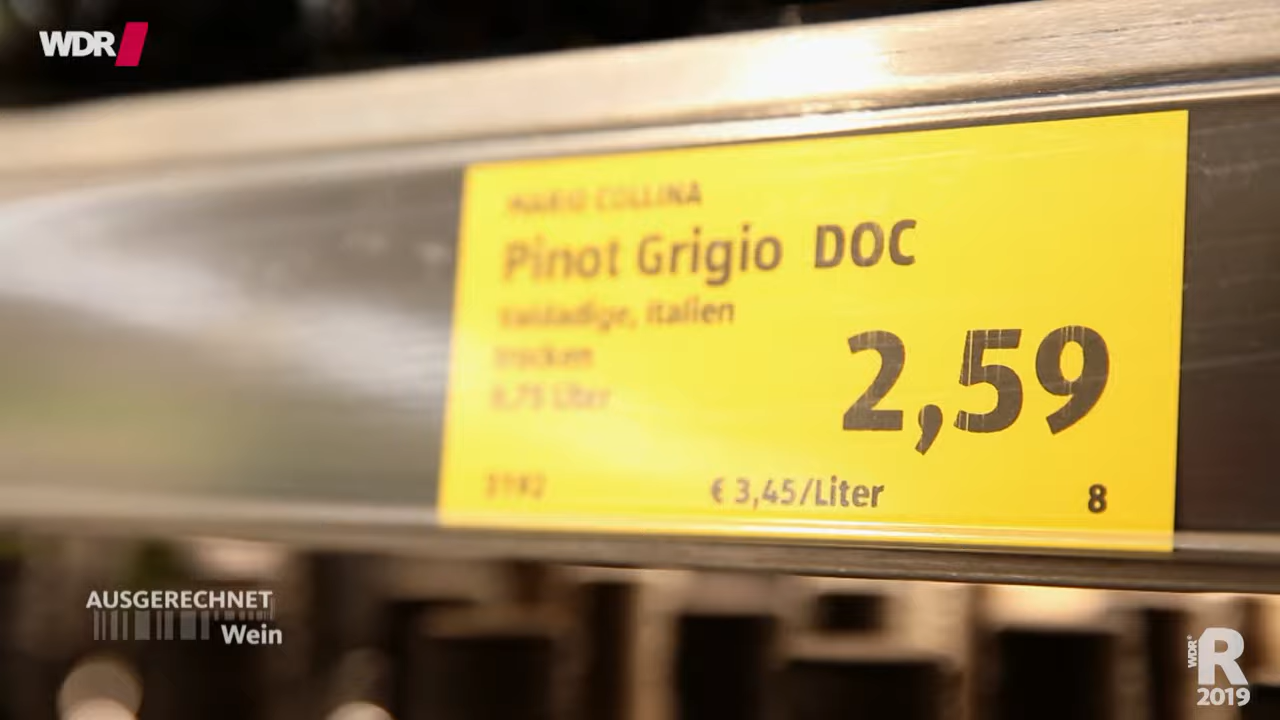 WDR
MARIO COLLINA
Pinot Grigio DOC
Valdadige, Italien
trocken
0,75 Liter
2,59
€ 3,45/Liter
8
AUSGERECHNET
Wein
WDR®
R
2019